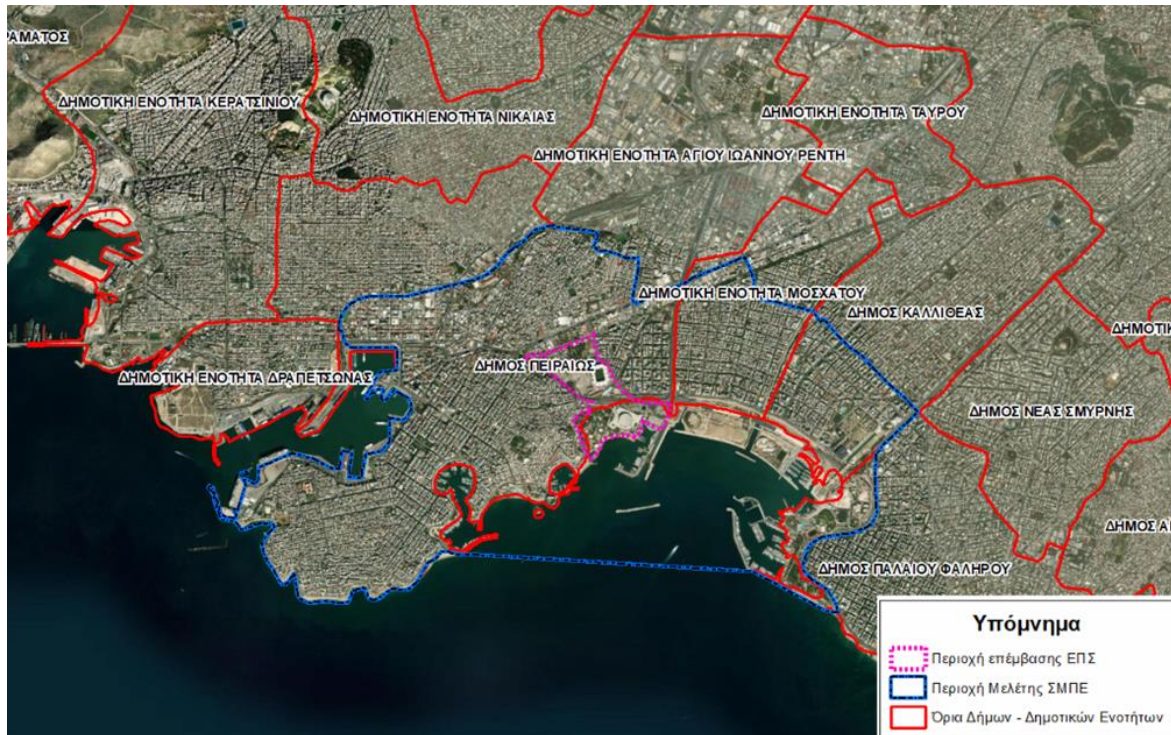 ΡΑΜΑΤΟΣ
ΔΗΜΟΤΙΚΗ ΕΝΟΤΗΤΑ ΚΕΡΑΤΣΙΝΙΟΥ
ΔΗΜΟΤΙΚΗ ΕΝΟΤΗΤΑ ΝΙΚΑΙΑΣ
ΔΗΜΟΤΙΚΗ ΕΝΟΤΗΤΑ ΤΑΥΡΟΥ
ΔΗΜΟΤΙΚΗ ΕΝΟΤΗΤΑ ΑΓΙΟΥ ΙΩΑΝΝΟΥ ΡΕΝΤΗ
ΔΗΜΟΤΙΚΗ ΕΝΟΤΗΤΑ ΜΟΣΧΑΤΟΥ
ΔΗΜΟΣ ΚΑΛΛΙΘΕΑΣ
ΔΗΜΟΤΙΚ
ΔΗΜΟΣ ΠΕΙΡΑΙΩΣ
ΔΗΜΟΤΙΚΗ ΕΝΟΤΗΤΑ ΔΡΑΠΕΤΣΩΝΑΣ
ΔΗΜΟΣ ΝΕΑΣ ΣΜΥΡΝΗΣ
ΔΗΜΟΣ Α
ΔΗΜΟΣ ΠΑΛΑΙΟΥ ΦΑΛΗΡΟΥ
Υπόμνημα
Περιοχή επέμβασης ΕΠΣ
Περιοχή Μελέτης ΣΜΠΕ
Όρια Δήμων - Δημοτικών Ενοτήτων